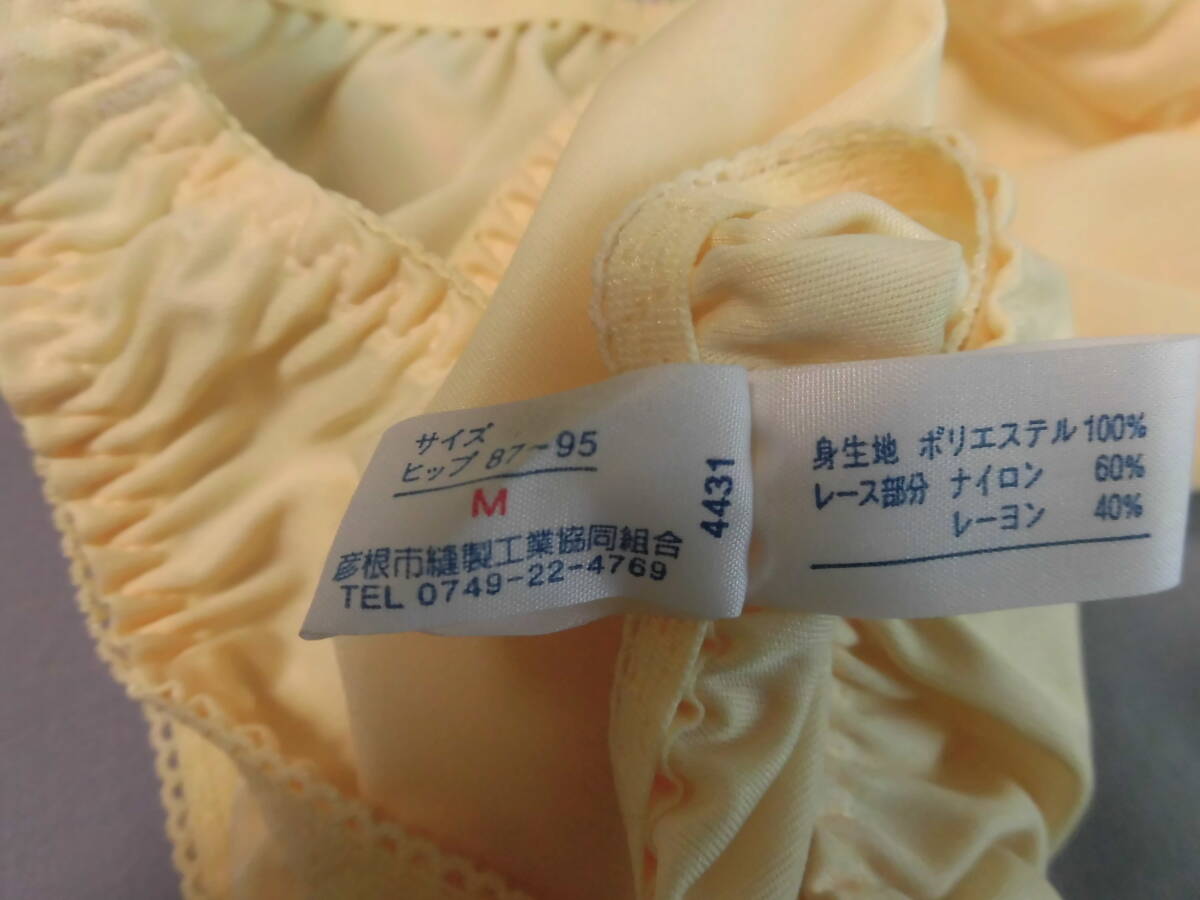 サイズ
ヒップ 87-95
M
彦根市縫製工業協同組合
TEL 0749-22-4769
4431
身生地 ポリエステル 100%
レース部分 ナイロン 60%
レーヨン 40%